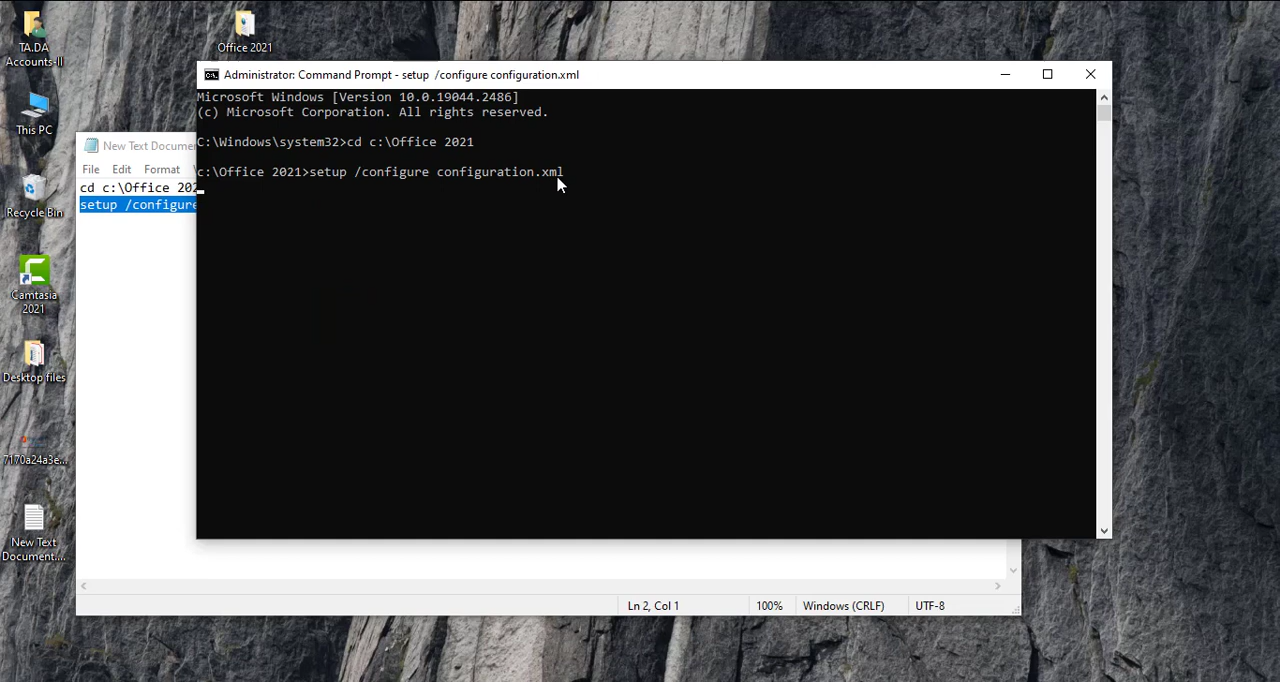 TA.DA
Accounts-II
Office 2021
This PC
Recycle Bin
Camtasia
2021
Desktop files
7170a24a3e...
New Text
Document....
Administrator: Command Prompt - setup  /configure configuration.xml
Microsoft Windows [Version 10.0.19044.2486]
(c) Microsoft Corporation. All rights reserved.
C:\Windows\system32>cd c:\Office 2021
c:\Office 2021>setup /configure configuration.xml
New Text Docume
File Edit Format
cd c:\Office 202
setup /configure
Ln 2, Col 1 100% Windows (CRLF) UTF-8